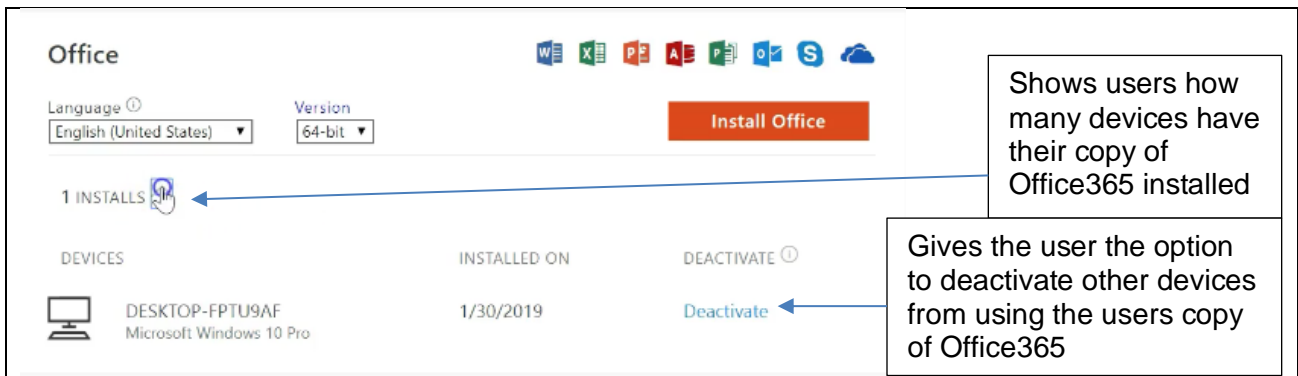 Office
Language
Version
English (United States)
64-bit
Install Office
Shows users how
many devices have
their copy of
Office365 installed
1 INSTALLS
Gives the user the option
to deactivate other devices
from using the users copy
of Office365
DEVICES
INSTALLED ON
DEACTIVATE
DESKTOP-FPTU9AF
1/30/2019
Deactivate
Microsoft Windows 10 Pro